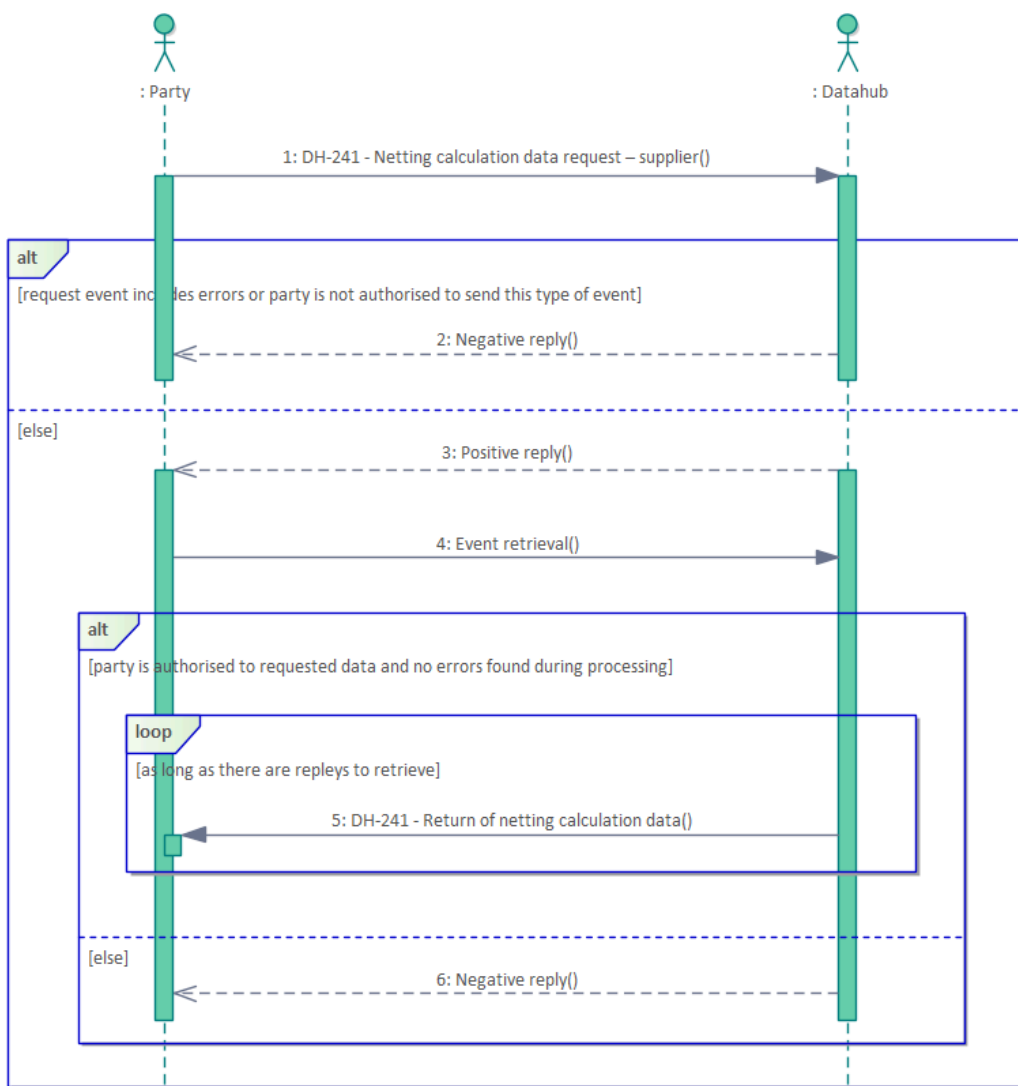 : Party
: Datahub
1: DH-241 - Netting calculation data request – supplier()
alt
[request event includes errors or party is not authorised to send this type of event]
2: Negative reply()
[else]
3: Positive reply()
4: Event retrieval()
alt
[party is authorised to requested data and no errors found during processing]
loop
[as long as there are repleys to retrieve]
5: DH-241 - Return of netting calculation data()
[else]
6: Negative reply()